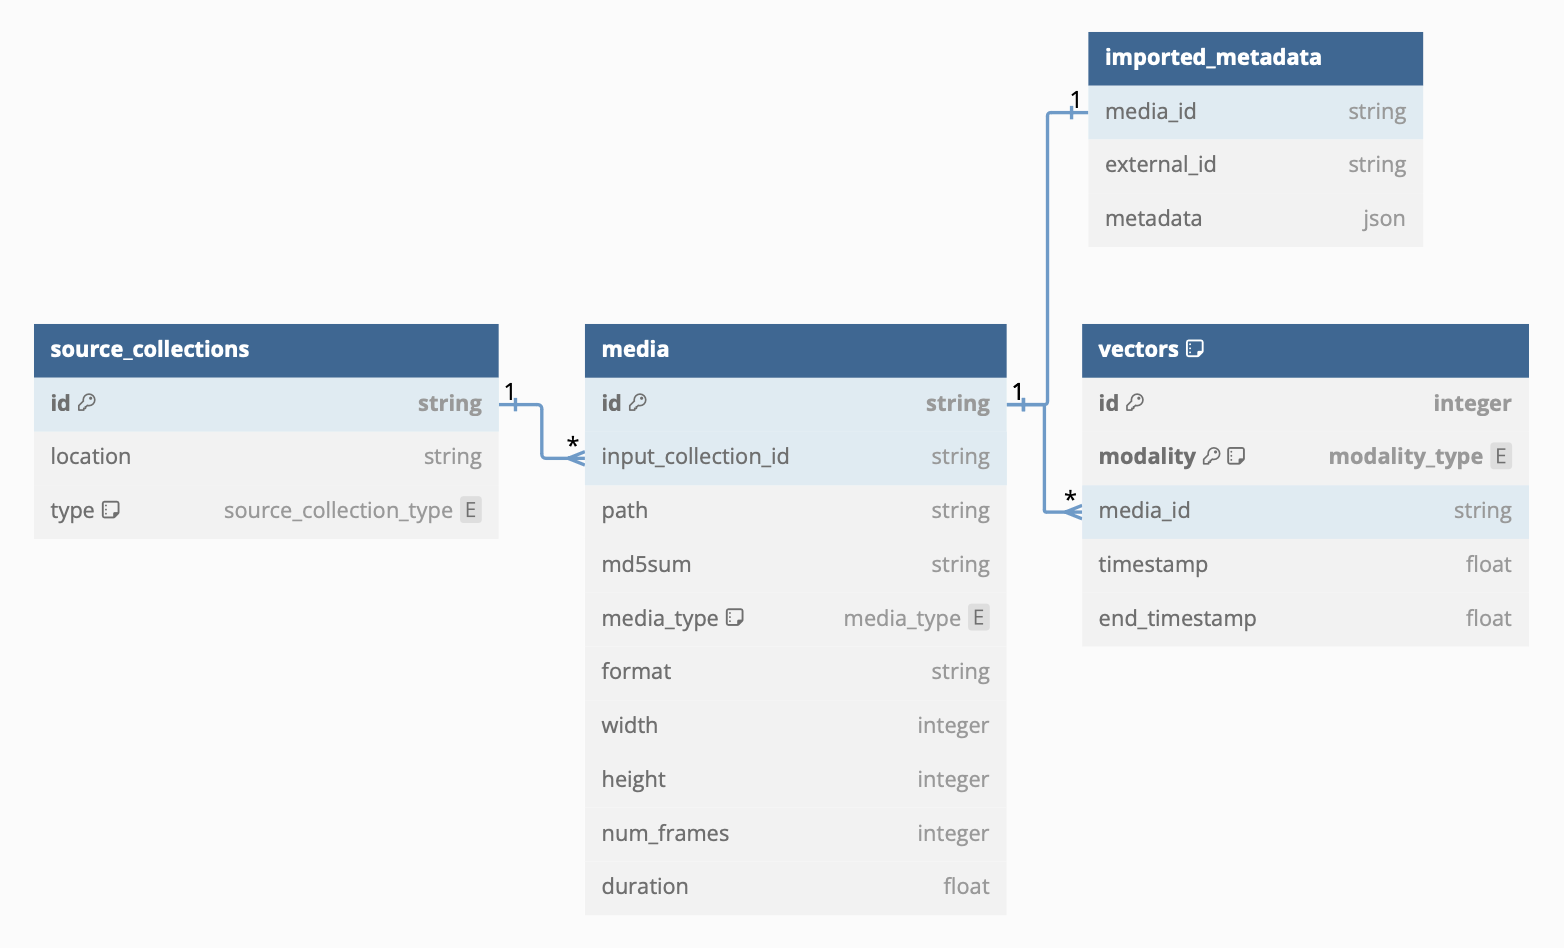 imported_metadata
1
media_id string
external_id string
metadata json
source_collections
id string
location string
type source_collection_type E
1
*
media
id string
input_collection_id string
path string
md5sum string
media_type media_type E
format string
width integer
height integer
num_frames integer
duration float
1
*
vectors
id integer
modality modality_type E
media_id string
timestamp float
end_timestamp float